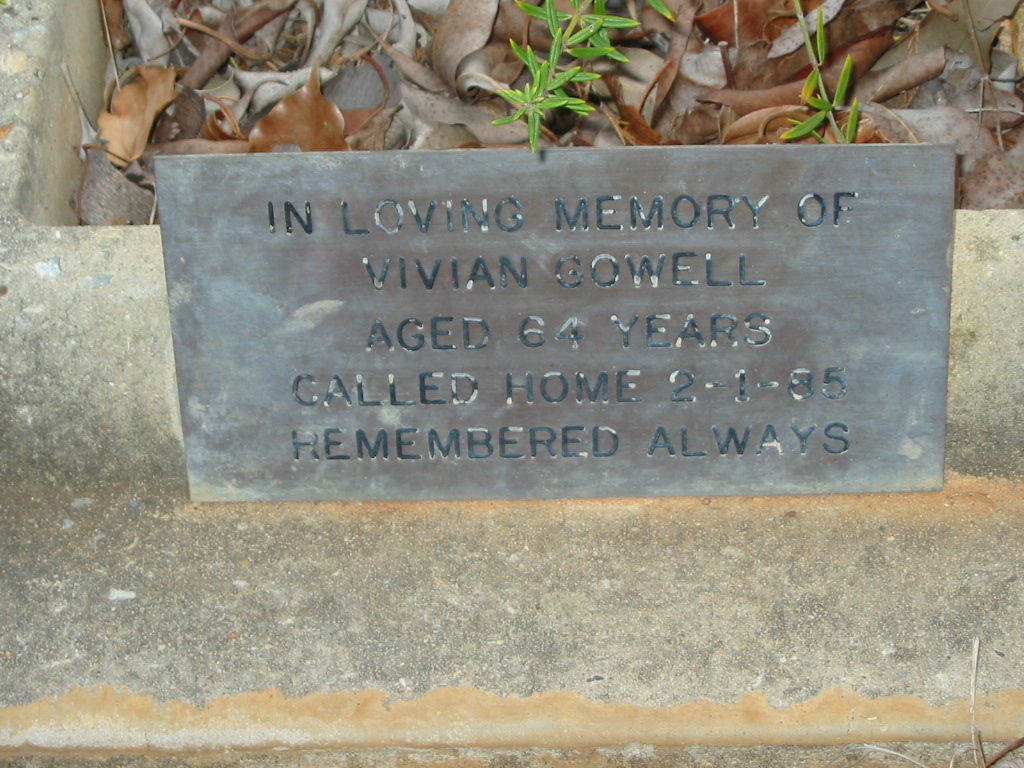 IN LOVING MEMORY OF
VIVIAN GOWELL
AGED 64 YEARS
CALLED HOME 2-1-85
REMEMBERED ALWAYS